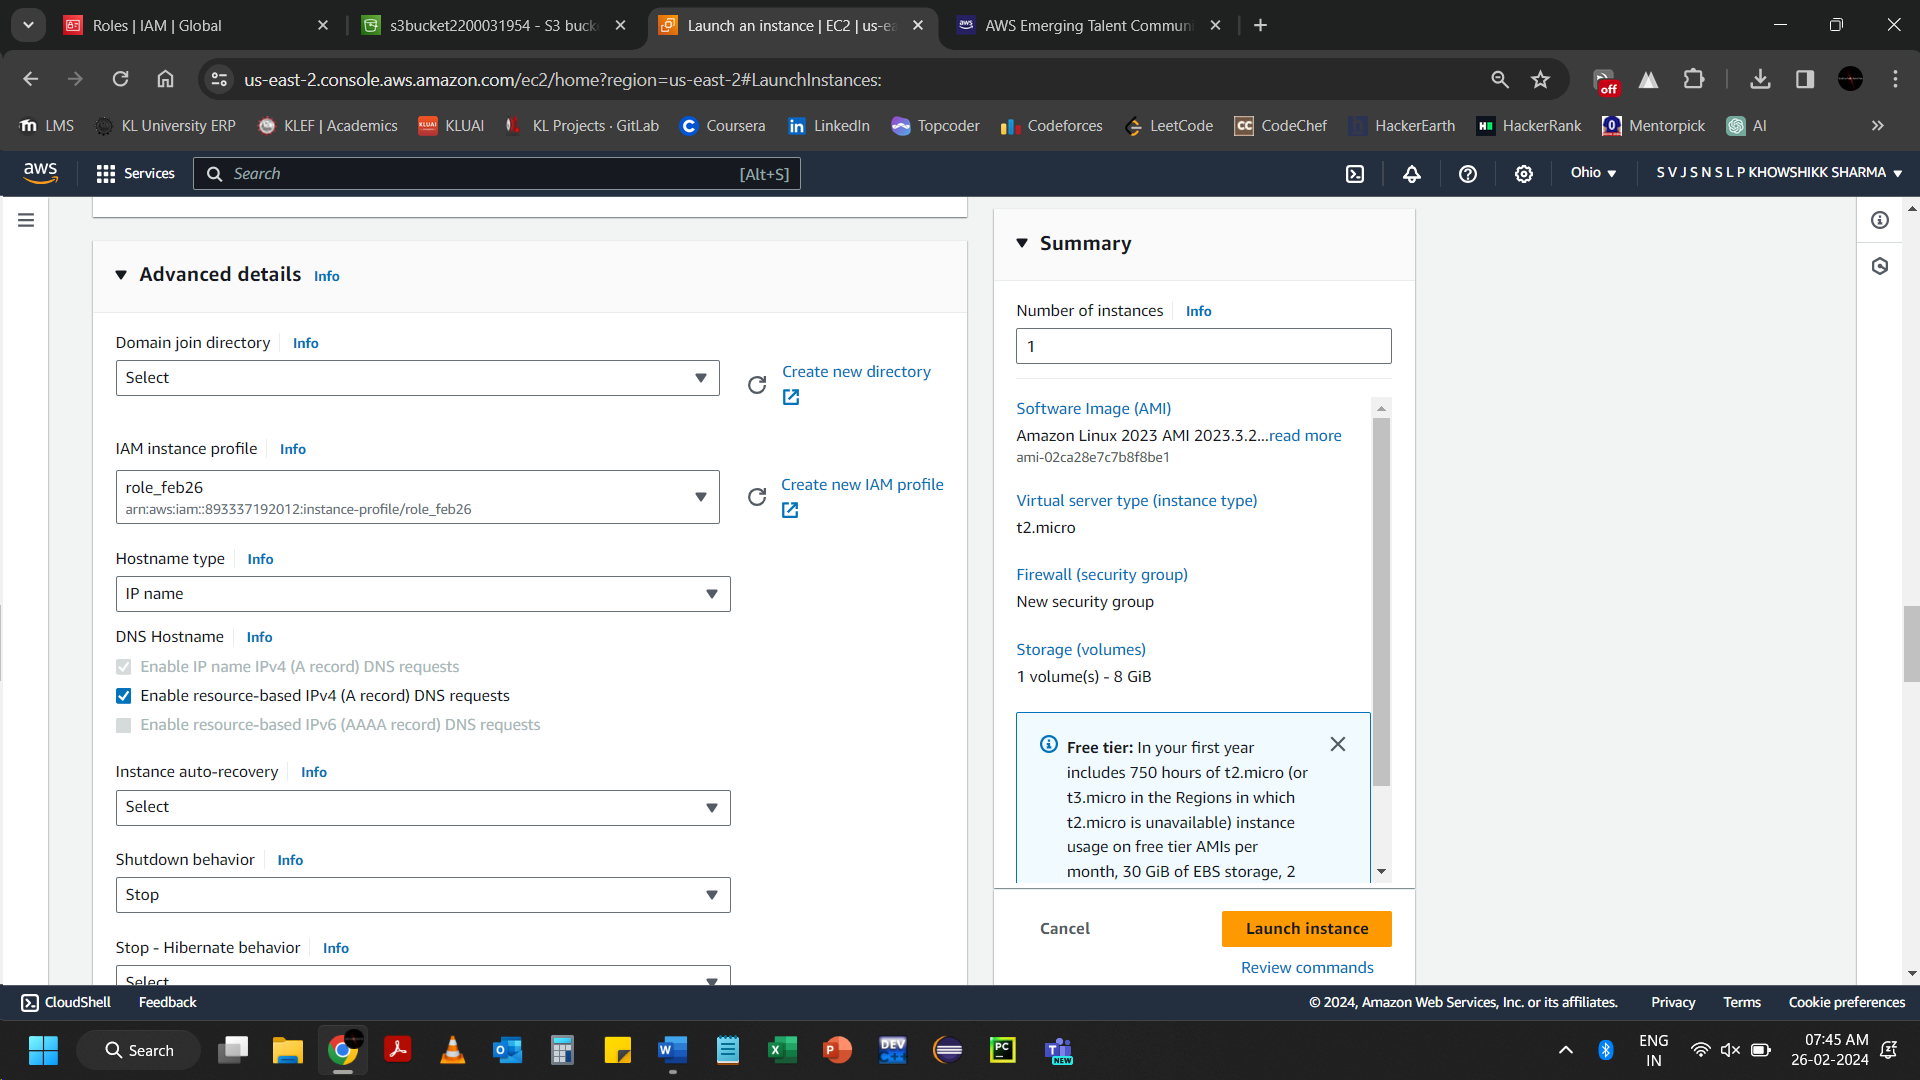 Roles | IAM | Global
s3bucket2200031954 - S3 buck
Launch an instance | EC2 | us-ea
aws
AWS Emerging Talent Communi
us-east-2.console.aws.amazon.com/ec2/home?region=us-east-2#LaunchInstances:
off
LMS
KL University ERP
KLEF | Academics
KLUAI
KL Projects · GitLab
Coursera
LinkedIn
Topcoder
Codeforces
LeetCode
CodeChef
HackerEarth
HackerRank
Mentorpick
AI
aws
Services
Search
[Alt+S]
Ohio
S V J S N S L P KHOWSHIKK SHARMA
Advanced details
Info
Domain join directory
Info
Select
Create new directory
IAM instance profile
Info
role_feb26
arn:aws:iam::893337192012:instance-profile/role_feb26
Create new IAM profile
Hostname type
Info
IP name
DNS Hostname
Info
Enable IP name IPv4 (A record) DNS requests
Enable resource-based IPv4 (A record) DNS requests
Enable resource-based IPv6 (AAAA record) DNS requests
Instance auto-recovery
Info
Select
Shutdown behavior
Info
Stop
Stop - Hibernate behavior
Info
Select
Summary
Number of instances
Info
1
Software Image (AMI)
Amazon Linux 2023 AMI 2023.3.2...read more
ami-02ca28e7c7b8f8be1
Virtual server type (instance type)
t2.micro
Firewall (security group)
New security group
Storage (volumes)
1 volume(s) - 8 GiB
Free tier: In your first year
includes 750 hours of t2.micro (or
t3.micro in the Regions in which
t2.micro is unavailable) instance
usage on free tier AMIs per
month, 30 GiB of EBS storage, 2
Cancel
Launch instance
Review commands
CloudShell
Feedback
© 2024, Amazon Web Services, Inc. or its affiliates.
Privacy
Terms
Cookie preferences
Search
DEV
PC
NEW
ENG
IN
07:45 AM
26-02-2024